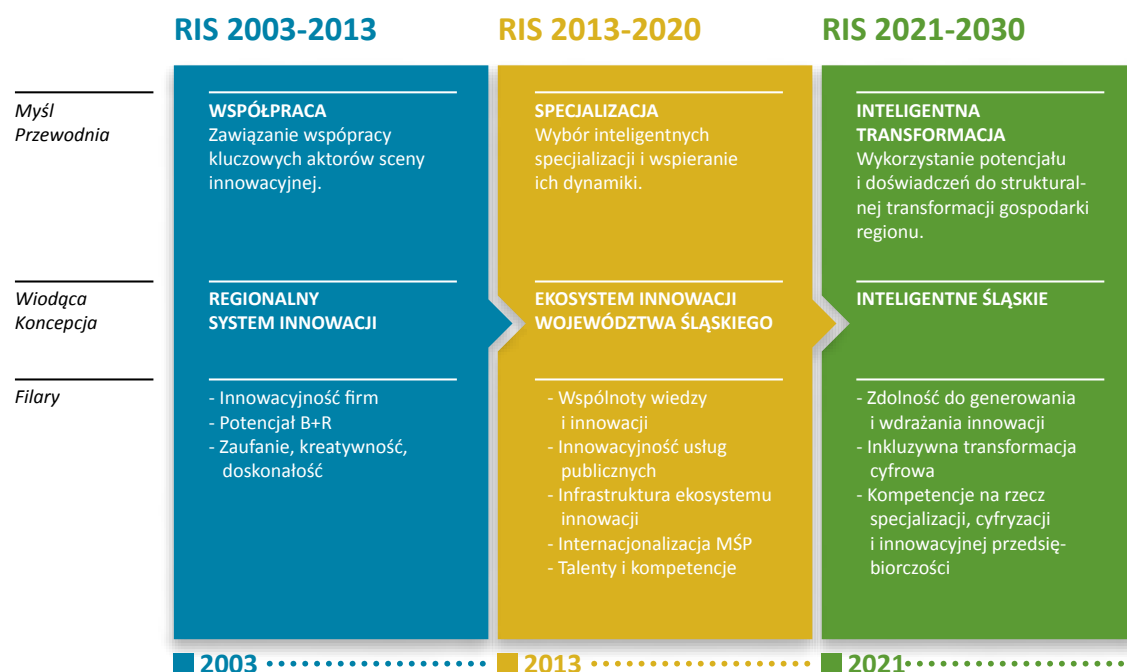 RIS 2003-2013
RIS 2013-2020
RIS 2021-2030
Myśl
Przewodnia
WSPÓŁPRACA
Zawiązanie współpracy
kluczowych aktorów sceny
innowacyjnej.
SPECJALIZACJA
Wybór inteligentnych
specjializacji i wspieranie
ich dynamiki.
INTELIGENTNA
TRANSFORMACJA
Wykorzystanie potencjału
i doświadczeń do struktural-
nej transformacji gospodarki
regionu.
Wiodąca
Koncepcja
REGIONALNY
SYSTEM INNOWACJI
EKOSYSTEM INNOWACJI
WOJEWÓDZTWA ŚLĄSKIEGO
INTELIGENTNE ŚLĄSKIE
Filary
- Innowacyjność firm
- Potencjał B+R
- Zaufanie, kreatywność,
doskonałość
- Wspólnoty wiedzy
i innowacji
- Innowacyjność usług
publicznych
- Infrastruktura ekosystemu
innowacji
- Internacjonalizacja MŚP
- Talenty i kompetencje
- Zdolność do generowania
i wdrażania innowacji
- Inkluzywna transformacja
cyfrowa
- Kompetencje na rzecz
specjalizacji, cyfryzacji
i innowacyjnej przedsię-
biorczości
2003
2013
2021